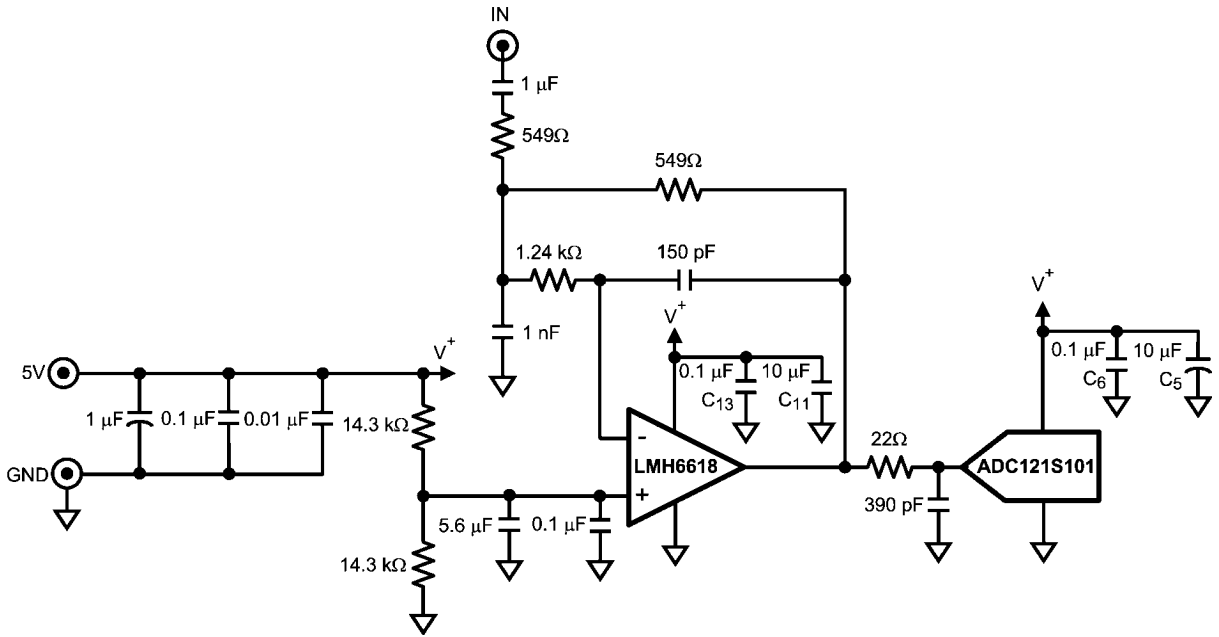 IN
1 μF
549Ω
549Ω
1.24 kΩ
150 pF
1 nF
V+
0.1 μF
C13
10 μF
C11
V+
0.1 μF
C6
10 μF
C5
5V
V+
1 μF
0.1 μF
0.01 μF
14.3 kΩ
GND
-
LMH6618
+
22Ω
ADC121S101
390 pF
5.6 μF
0.1 μF
14.3 kΩ